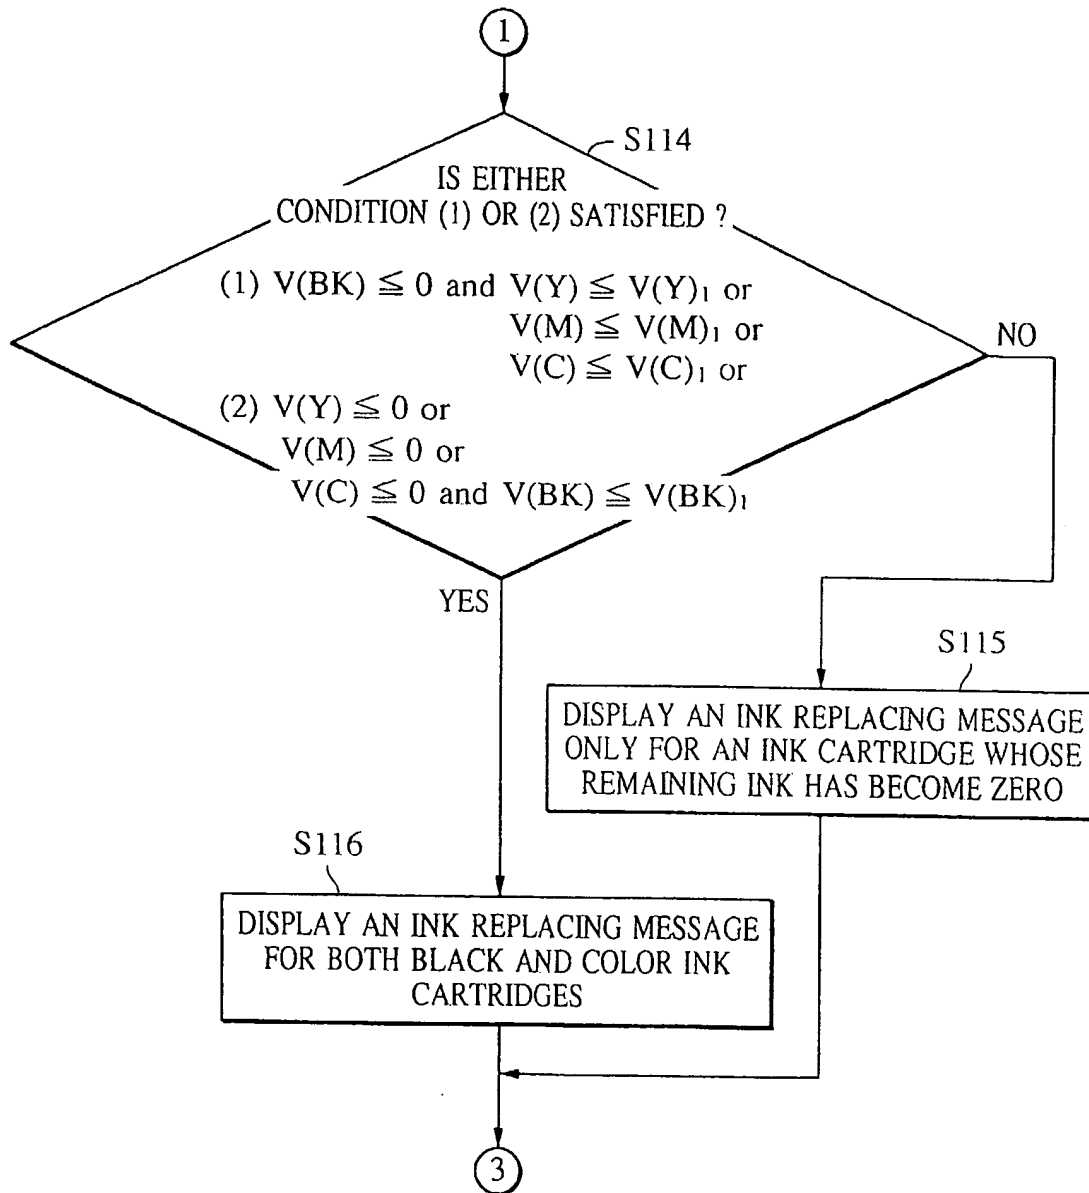 1
S114
IS EITHER
CONDITION (1) OR (2) SATISFIED ?
(1) V(BK) ≦ 0 and V(Y) ≦ V(Y)₁ or
V(M) ≦ V(M)₁ or
V(C) ≦ V(C)₁ or
NO
(2) V(Y) ≦ 0 or
V(M) ≦ 0 or
V(C) ≦ 0 and V(BK) ≦ V(BK)₁
YES
S115
DISPLAY AN INK REPLACING MESSAGE
ONLY FOR AN INK CARTRIDGE WHOSE
REMAINING INK HAS BECOME ZERO
S116
DISPLAY AN INK REPLACING MESSAGE
FOR BOTH BLACK AND COLOR INK
CARTRIDGES
3